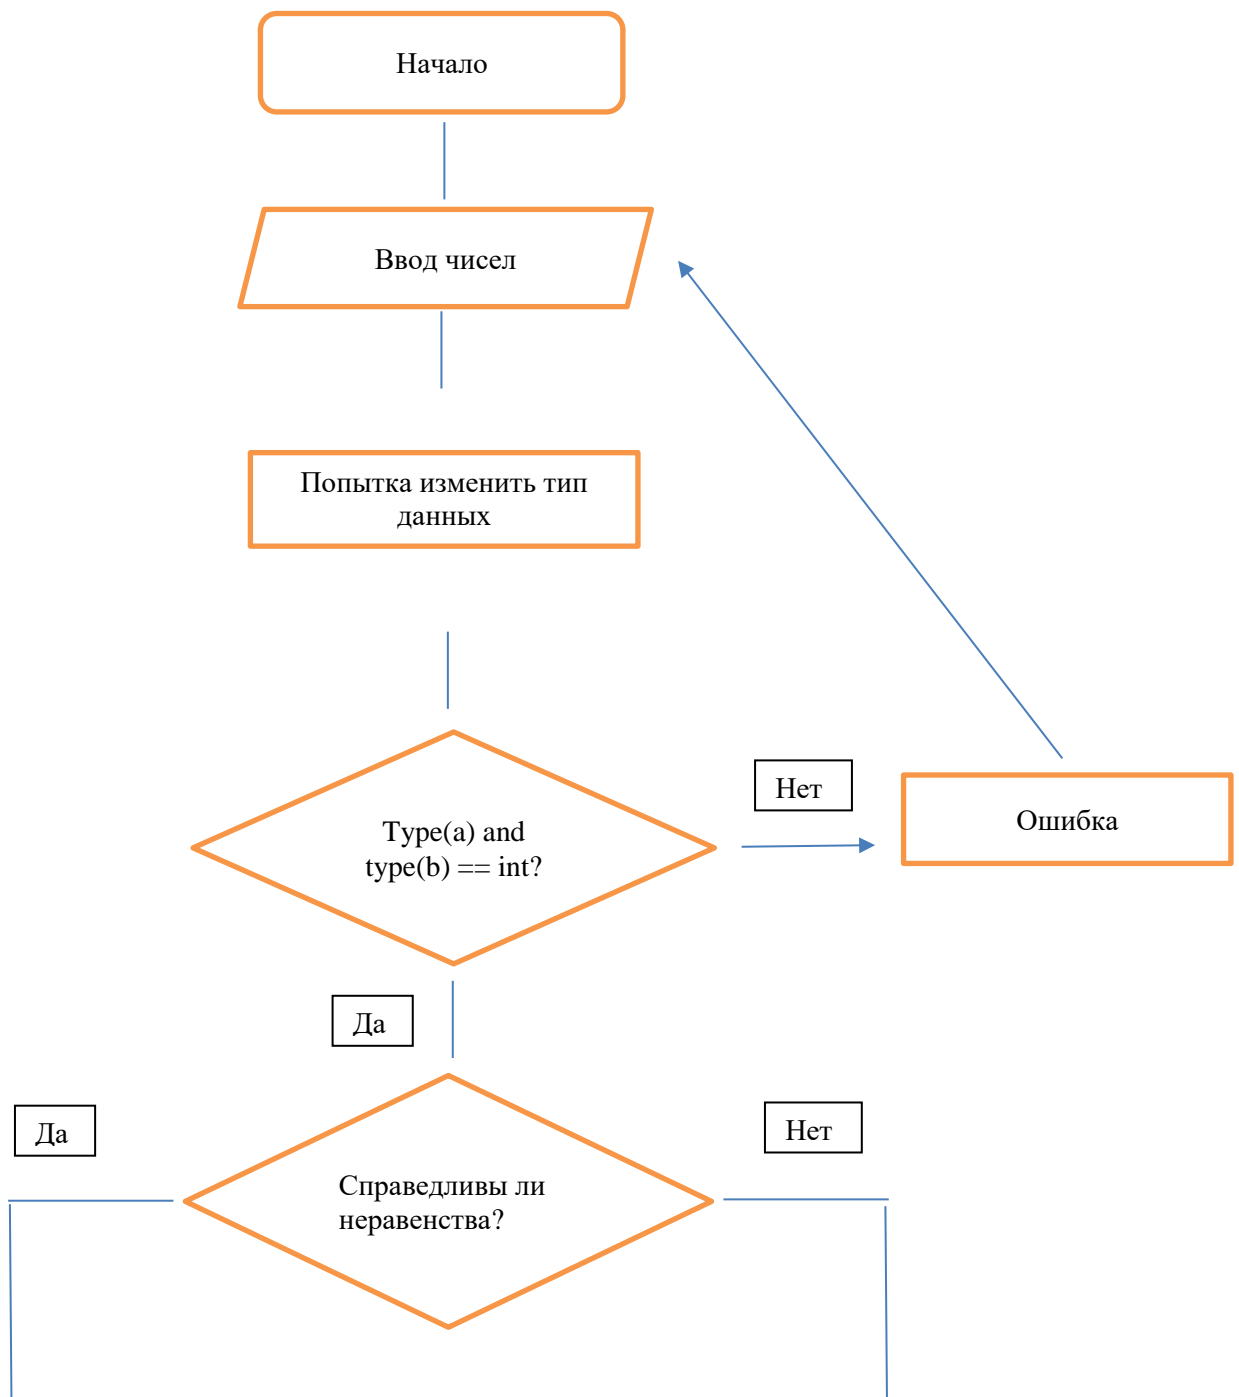 Начало
Ввод чисел
Попытка изменить тип
данных
Нет
Ошибка
Type(a) and
type(b) == int?
Да
Да
Нет
Справедливы ли
неравенства?